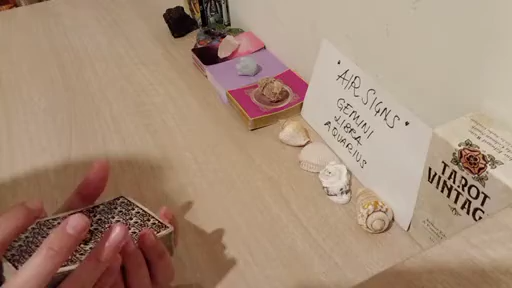 AIR SIGNS
GEMINI
LIBRA
AQUARIUS
TAROT
VINTAG